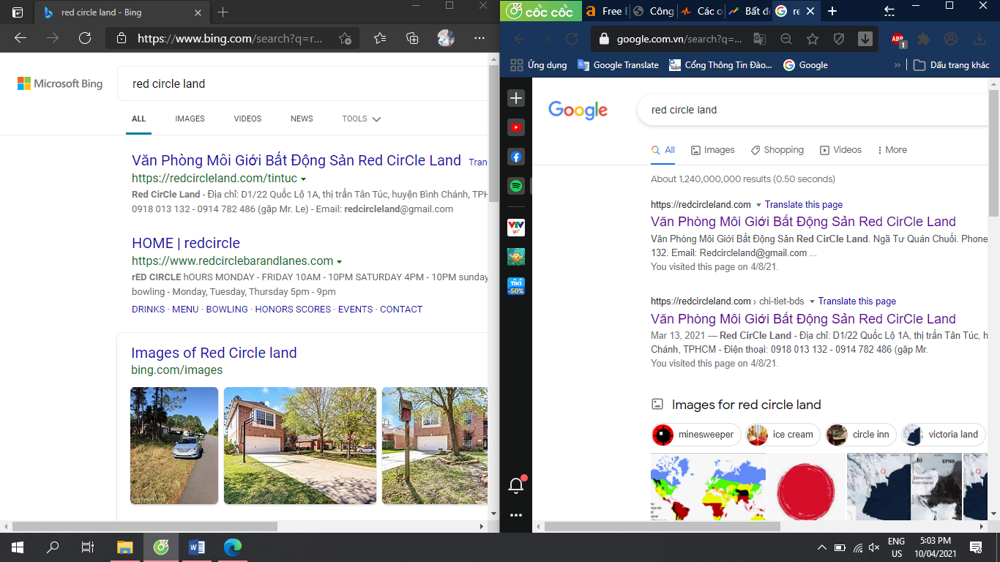 red circle land - Bing
https://www.bing.com/search?q=r...
Microsoft Bing
red circle land
ALL IMAGES VIDEOS NEWS TOOLS
Văn Phòng Môi Giới Bất Động Sản Red CirCle Land Tran
https://redcircleland.com/tintuc
Red CirCle Land - Địa chỉ: D1/22 Quốc Lộ 1A, thị trấn Tân Túc, huyện Bình Chánh, TPH
0918 013 132 - 0914 782 486 (gặp Mr. Le) - Email: redcircleland@gmail.com
HOME | redcircle
https://www.redcirclebarandlanes.com
rED CIRCLE hOURS MONDAY - FRIDAY 10AM - 10PM SATURDAY 4PM - 10PM sunday
bowling - Monday, Tuesday, Thursday 5pm - 9pm
DRINKS · MENU · BOWLING · HONORS SCORES · EVENTS · CONTACT
Images of Red Circle land
bing.com/images
cốc cốc
Free E
Công
Các c
Bất đ
re
google.com.vn/search?q=...
ABP
1
Ứng dụng
Google Translate
Cổng Thông Tin Đào...
Google
Dấu trang khác
VTV
go
TIKI
-50%
Google
red circle land
All Images Shopping Videos More
About 1,240,000,000 results (0.50 seconds)
https://redcircleland.com Translate this page
Văn Phòng Môi Giới Bất Động Sản Red CirCle Land
Văn Phòng Môi Giới Bất Động Sản Red CirCle Land. Ngã Tư Quán Chuối. Phone
132. Email: Redcircleland@gmail.com ...
You visited this page on 4/8/21.
https://redcircleland.com › chi-tiet-bds Translate this page
Văn Phòng Môi Giới Bất Động Sản Red CirCle Land
Mar 13, 2021 — Red CirCle Land - Địa chỉ: D1/22 Quốc Lộ 1A, thị trấn Tân Túc, h
Chánh, TPHCM - Điện thoại: 0918 013 132 - 0914 782 486 (gặp Mr.
You visited this page on 4/8/21.
Images for red circle land
minesweeper
ice cream
circle inn
victoria land
Edmonson
Point Glacier
EPNE
ENG
US
5:03 PM
10/04/2021